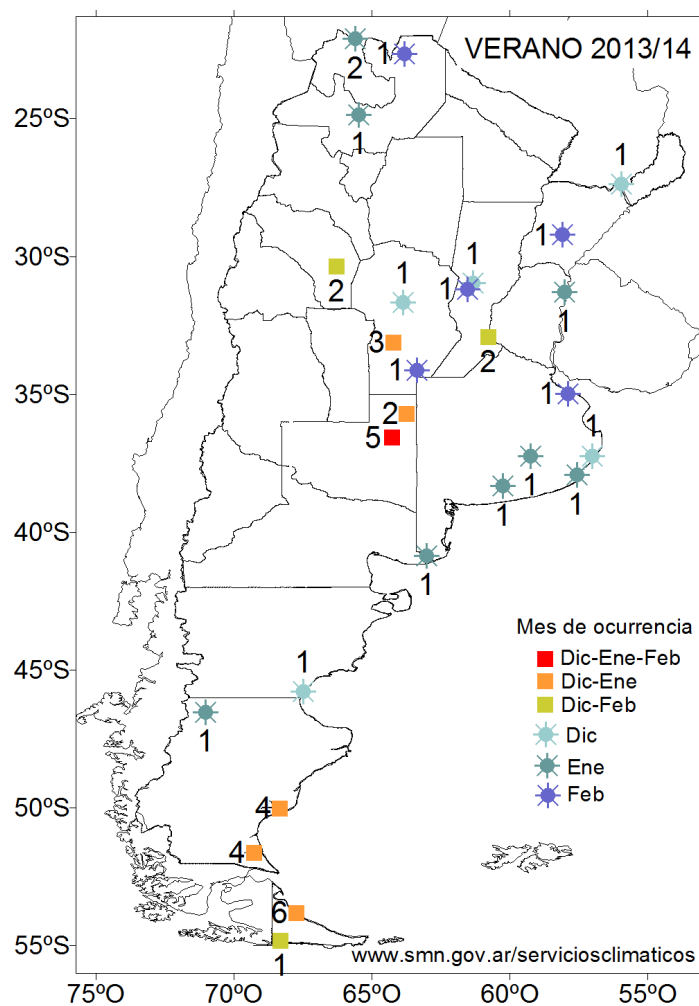 VERANO 2013/14
1
2
25ºS
1
1
1
30ºS
1
1
2
1
1
3
1
2
35ºS
1
2
1
5
1
1
1
40ºS
1
Mes de ocurrencia
Dic-Ene-Feb
Dic-Ene
45ºS
1
Dic-Feb
Dic
1
Ene
Feb
50ºS
4
4
6
55ºS
1
www.smn.gov.ar/serviciosclimaticos
75ºO
70ºO
65ºO
60ºO
55ºO